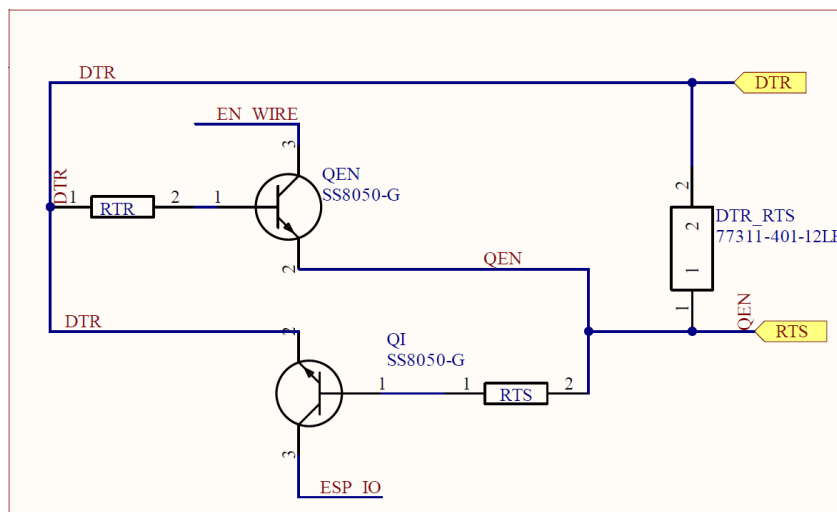 DTR
DTR
EN_WIRE
3
QEN
SS8050-G
DTR
1
RTR
2
1
2
DTR_RTS
77311-401-12LF
2
1
2
QEN
1
QEN
RTS
DTR
2
QI
SS8050-G
1
1
RTS
2
3
ESP_IO